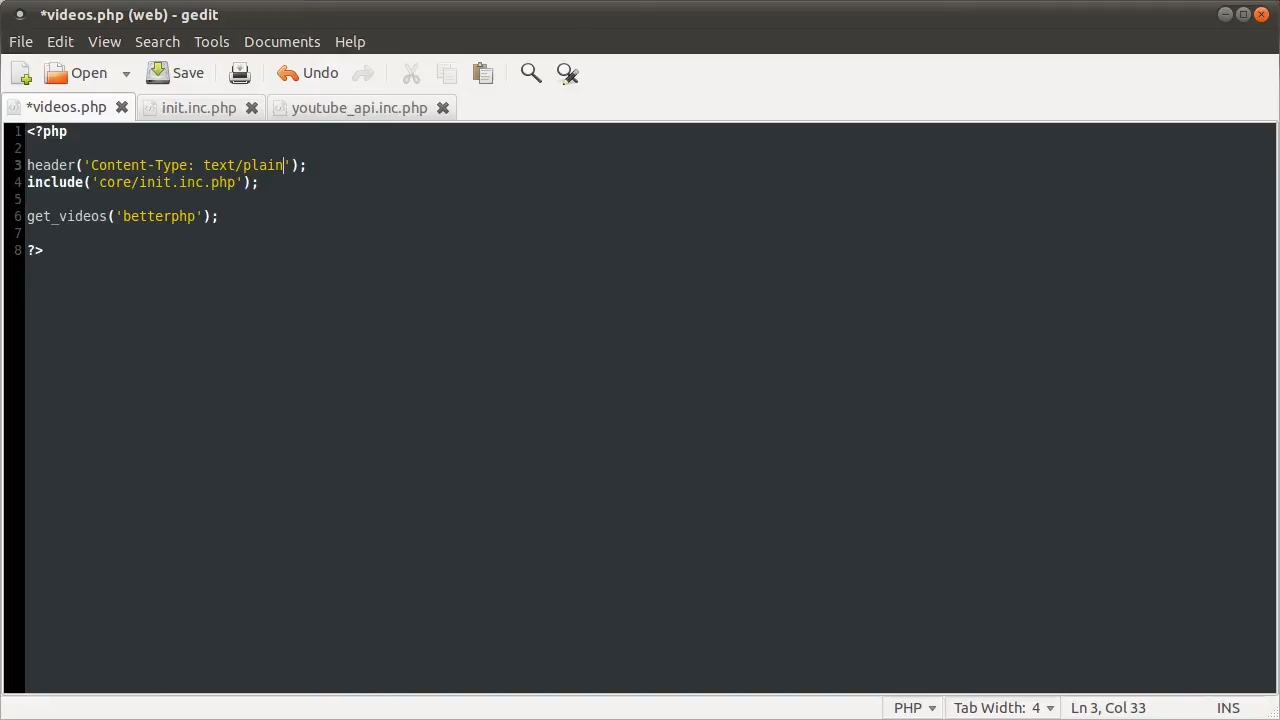 *videos.php (web) - gedit
File Edit View Search Tools Documents Help
Open Save Undo
*videos.php init.inc.php youtube_api.inc.php
1 <?php
2
3 header('Content-Type: text/plain');
4 include('core/init.inc.php');
5
6 get_videos('betterphp');
7
8 ?>
PHP Tab Width: 4 Ln 3, Col 33 INS